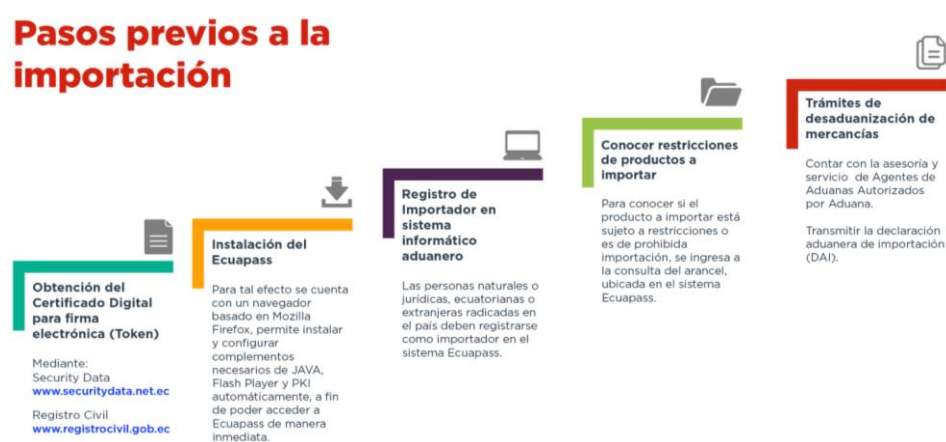 Pasos previos a la
importación
Obtención del
Certificado Digital
para firma
electrónica (Token)
Mediante:
Security Data
www.securitydata.net.ec
Registro Civil
www.registrocivil.gob.ec
Instalación del
Ecuapass
Para tal efecto se cuenta
con un navegador
basado en Mozilla
Firefox, permite instalar
y configurar
complementos
necesarios de JAVA,
Flash Player y PKI
automáticamente, a fin
de poder acceder a
Ecuapass de manera
inmediata.
Registro de
Importador en
sistema
informático
aduanero
Las personas naturales o
jurídicas, ecuatorianas o
extranjeras radicadas en
el país deben registrarse
como importador en el
sistema Ecuapass.
Conocer restricciones
de productos a
importar
Para conocer si el
producto a importar está
sujeto a restricciones o
es de prohibida
importación, se ingresa a
la consulta del arancel,
ubicada en el sistema
Ecuapass.
Trámites de
desaduanización de
mercancías
Contar con la asesoría y
servicio de Agentes de
Aduanas Autorizados
por Aduana.
Transmitir la declaración
aduanera de importación
(DAI).